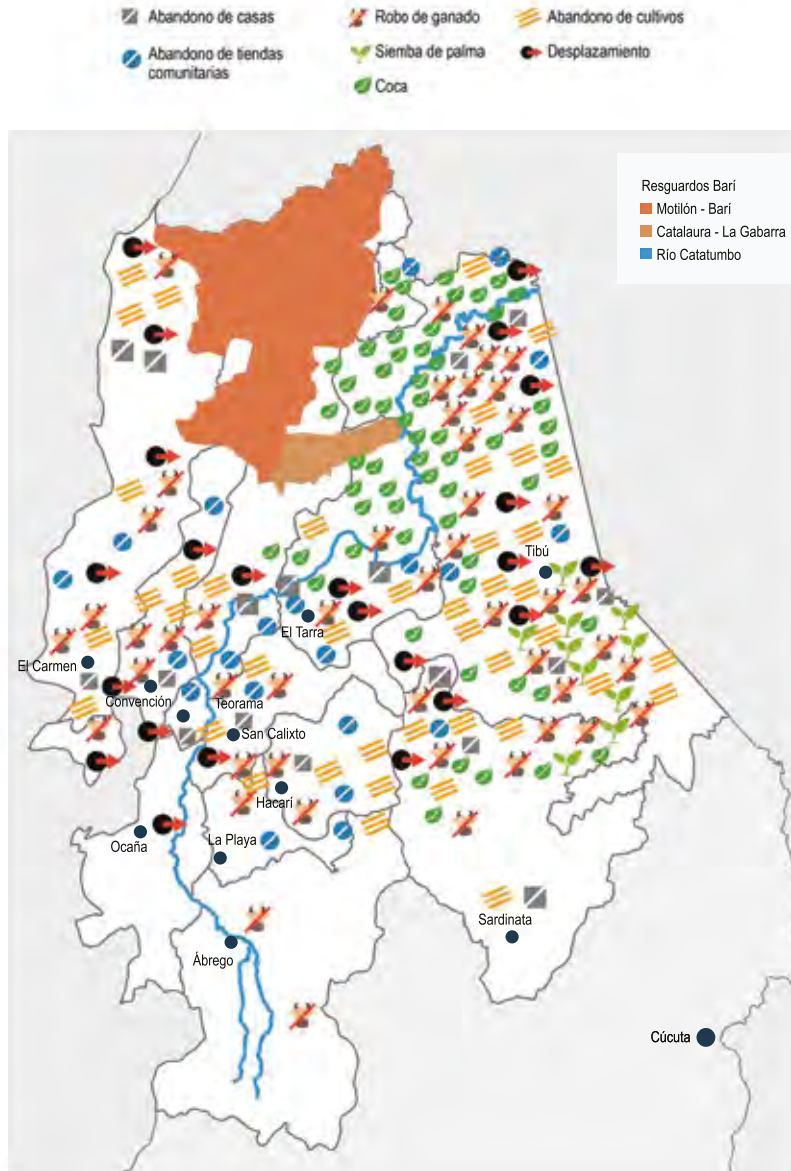 Abandono de casas
Robo de ganado
Abandono de cultivos
Abandono de tiendas
comunitarias
Siembra de palma
Desplazamiento
Coca
Resguardos Barí
Motilón - Barí
Catalaura - La Gabarra
Río Catatumbo
Tibú
El Tarra
El Carmen
Convención
Teorama
San Calixto
Hacarí
Ocaña
La Playa
Sardinata
Ábrego
Cúcuta